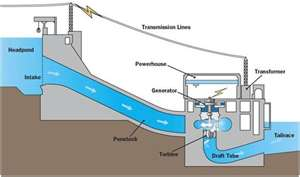 Transmission Lines
Headpond
Powerhouse
Transformer
Intake
Generator
Tailrace
Penstock
Turbine
Draft Tube